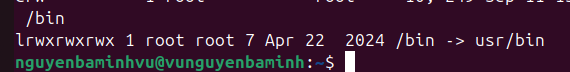 /bin
lrwxrwxrwx 1 root root 7 Apr 22  2024 /bin -> usr/bin
nguyenbaminhvu@vunguyenbaminh:~$